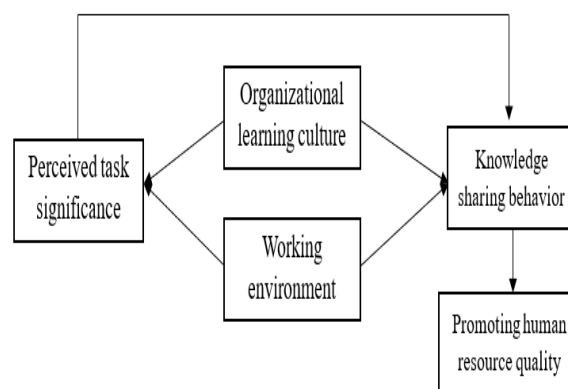 Organizational
learning culture
Perceived task
significance
Knowledge
sharing behavior
Working
environment
Promoting human
resource quality